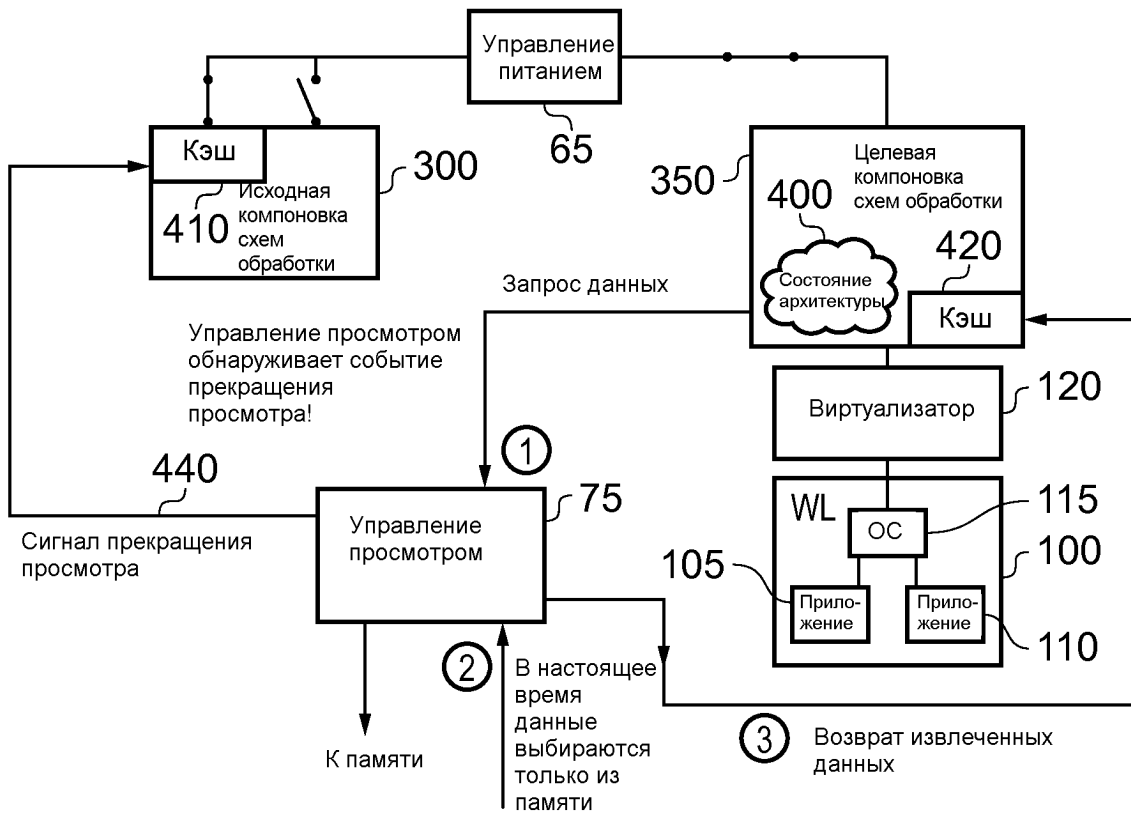 Управление
питанием
65
Кэш
300
410
Исходная
компоновка
схем
обработки
350
Целевая
компоновка
схем обработки
400
Состояние
архитектуры
420
Кэш
Запрос данных
Управление просмотром
обнаруживает событие
прекращения
просмотра!
1
120
Виртуализатор
440
Сигнал прекращения
просмотра
75
Управление
просмотром
WL
115
ОС
100
105
Прило-
жение
Прило-
жение
110
2
В настоящее
время
данные
выбираются
только из
памяти
К памяти
3
Возврат извлеченных
данных